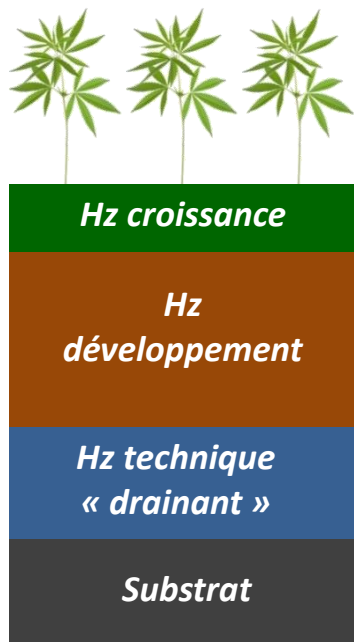 Hz croissance
Hz
développement
Hz technique
« drainant »
Substrat